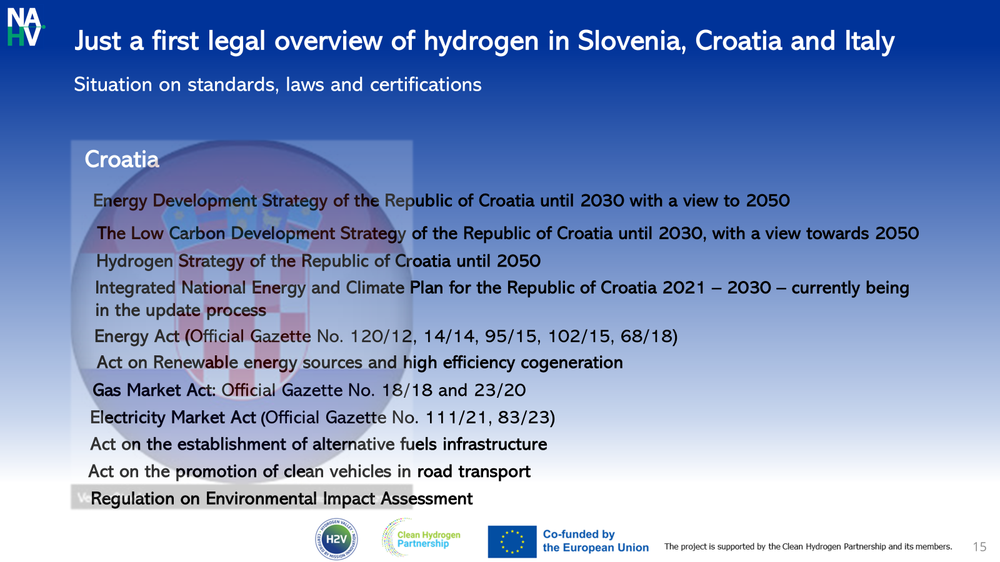 NA
HV
Just a first legal overview of hydrogen in Slovenia, Croatia and Italy
Situation on standards, laws and certifications
Croatia
Energy Development Strategy of the Republic of Croatia until 2030 with a view to 2050
The Low Carbon Development Strategy of the Republic of Croatia until 2030, with a view towards 2050
Hydrogen Strategy of the Republic of Croatia until 2050
Integrated National Energy and Climate Plan for the Republic of Croatia 2021 – 2030 – currently being
in the update process
Energy Act (Official Gazette No. 120/12, 14/14, 95/15, 102/15, 68/18)
Act on Renewable energy sources and high efficiency cogeneration
Gas Market Act: Official Gazette No. 18/18 and 23/20
Electricity Market Act (Official Gazette No. 111/21, 83/23)
Act on the establishment of alternative fuels infrastructure
Act on the promotion of clean vehicles in road transport
Regulation on Environmental Impact Assessment
HYDROGEN VALLEY
H2V
CERTIFIED BY MISSION INNOVATION
Clean Hydrogen
Partnership
Co-funded by
the European Union
The project is supported by the Clean Hydrogen Partnership and its members.
15